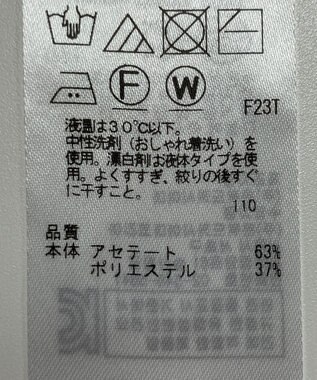 F W
F23T
液温は30℃以下。
中性洗剤(おしゃれ着洗い)を
使用。漂白剤は液体タイプを使
用。よくすすぎ、絞りの後すぐ
に干すこと。
110
品質
本体 アセテート 63%
ポリエステル 37%